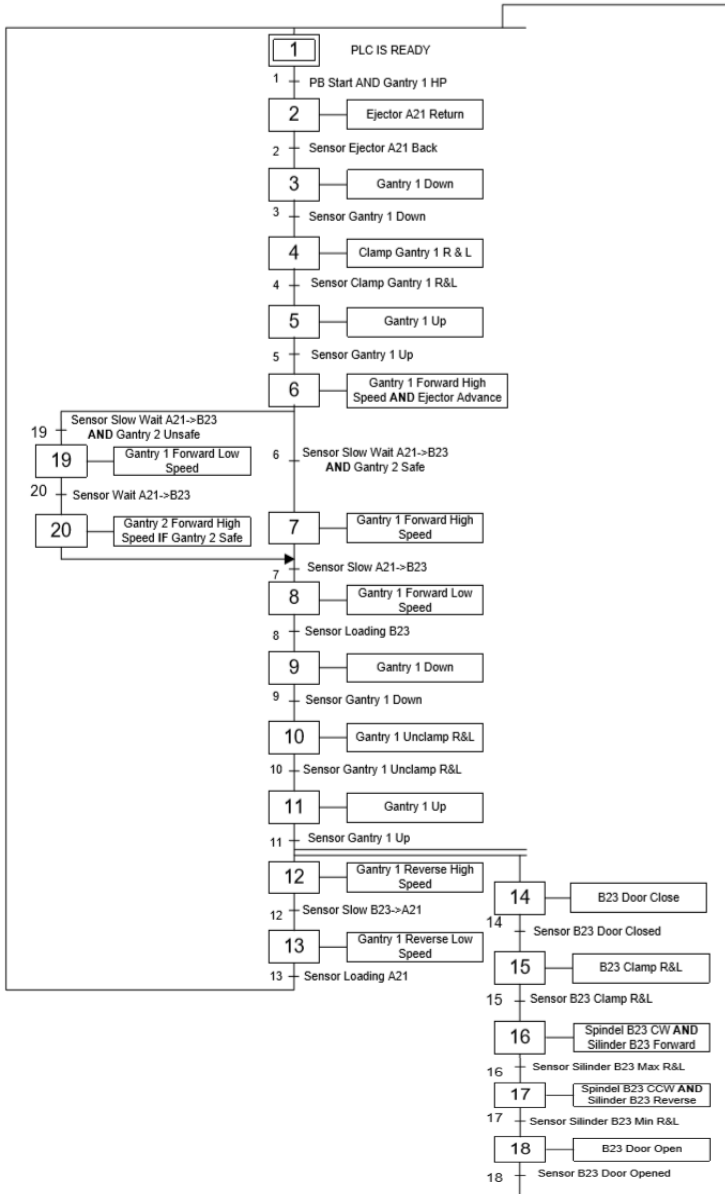 1
PLC IS READY
1
PB Start AND Gantry 1 HP
2
Ejector A21 Return
2
Sensor Ejector A21 Back
3
Gantry 1 Down
3
Sensor Gantry 1 Down
4
Clamp Gantry 1 R & L
4
Sensor Clamp Gantry 1 R&L
5
Gantry 1 Up
5
Sensor Gantry 1 Up
6
Gantry 1 Forward High
Speed AND Ejector Advance
19
Sensor Slow Wait A21->B23
AND Gantry 2 Unsafe
6
Sensor Slow Wait A21->B23
AND Gantry 2 Safe
19
Gantry 1 Forward Low
Speed
20
Sensor Wait A21->B23
20
Gantry 2 Forward High
Speed IF Gantry 2 Safe
7
Gantry 1 Forward High
Speed
7
Sensor Slow A21->B23
8
Gantry 1 Forward Low
Speed
8
Sensor Loading B23
9
Gantry 1 Down
9
Sensor Gantry 1 Down
10
Gantry 1 Unclamp R&L
10
Sensor Gantry 1 Unclamp R&L
11
Gantry 1 Up
11
Sensor Gantry 1 Up
12
Gantry 1 Reverse High
Speed
12
Sensor Slow B23->A21
13
Gantry 1 Reverse Low
Speed
13
Sensor Loading A21
14
B23 Door Close
14
Sensor B23 Door Closed
15
B23 Clamp R&L
15
Sensor B23 Clamp R&L
16
Spindel B23 CW AND
Silinder B23 Forward
16
Sensor Silinder B23 Max R&L
17
Spindel B23 CCW AND
Silinder B23 Reverse
17
Sensor Silinder B23 Min R&L
18
B23 Door Open
18
Sensor B23 Door Opened